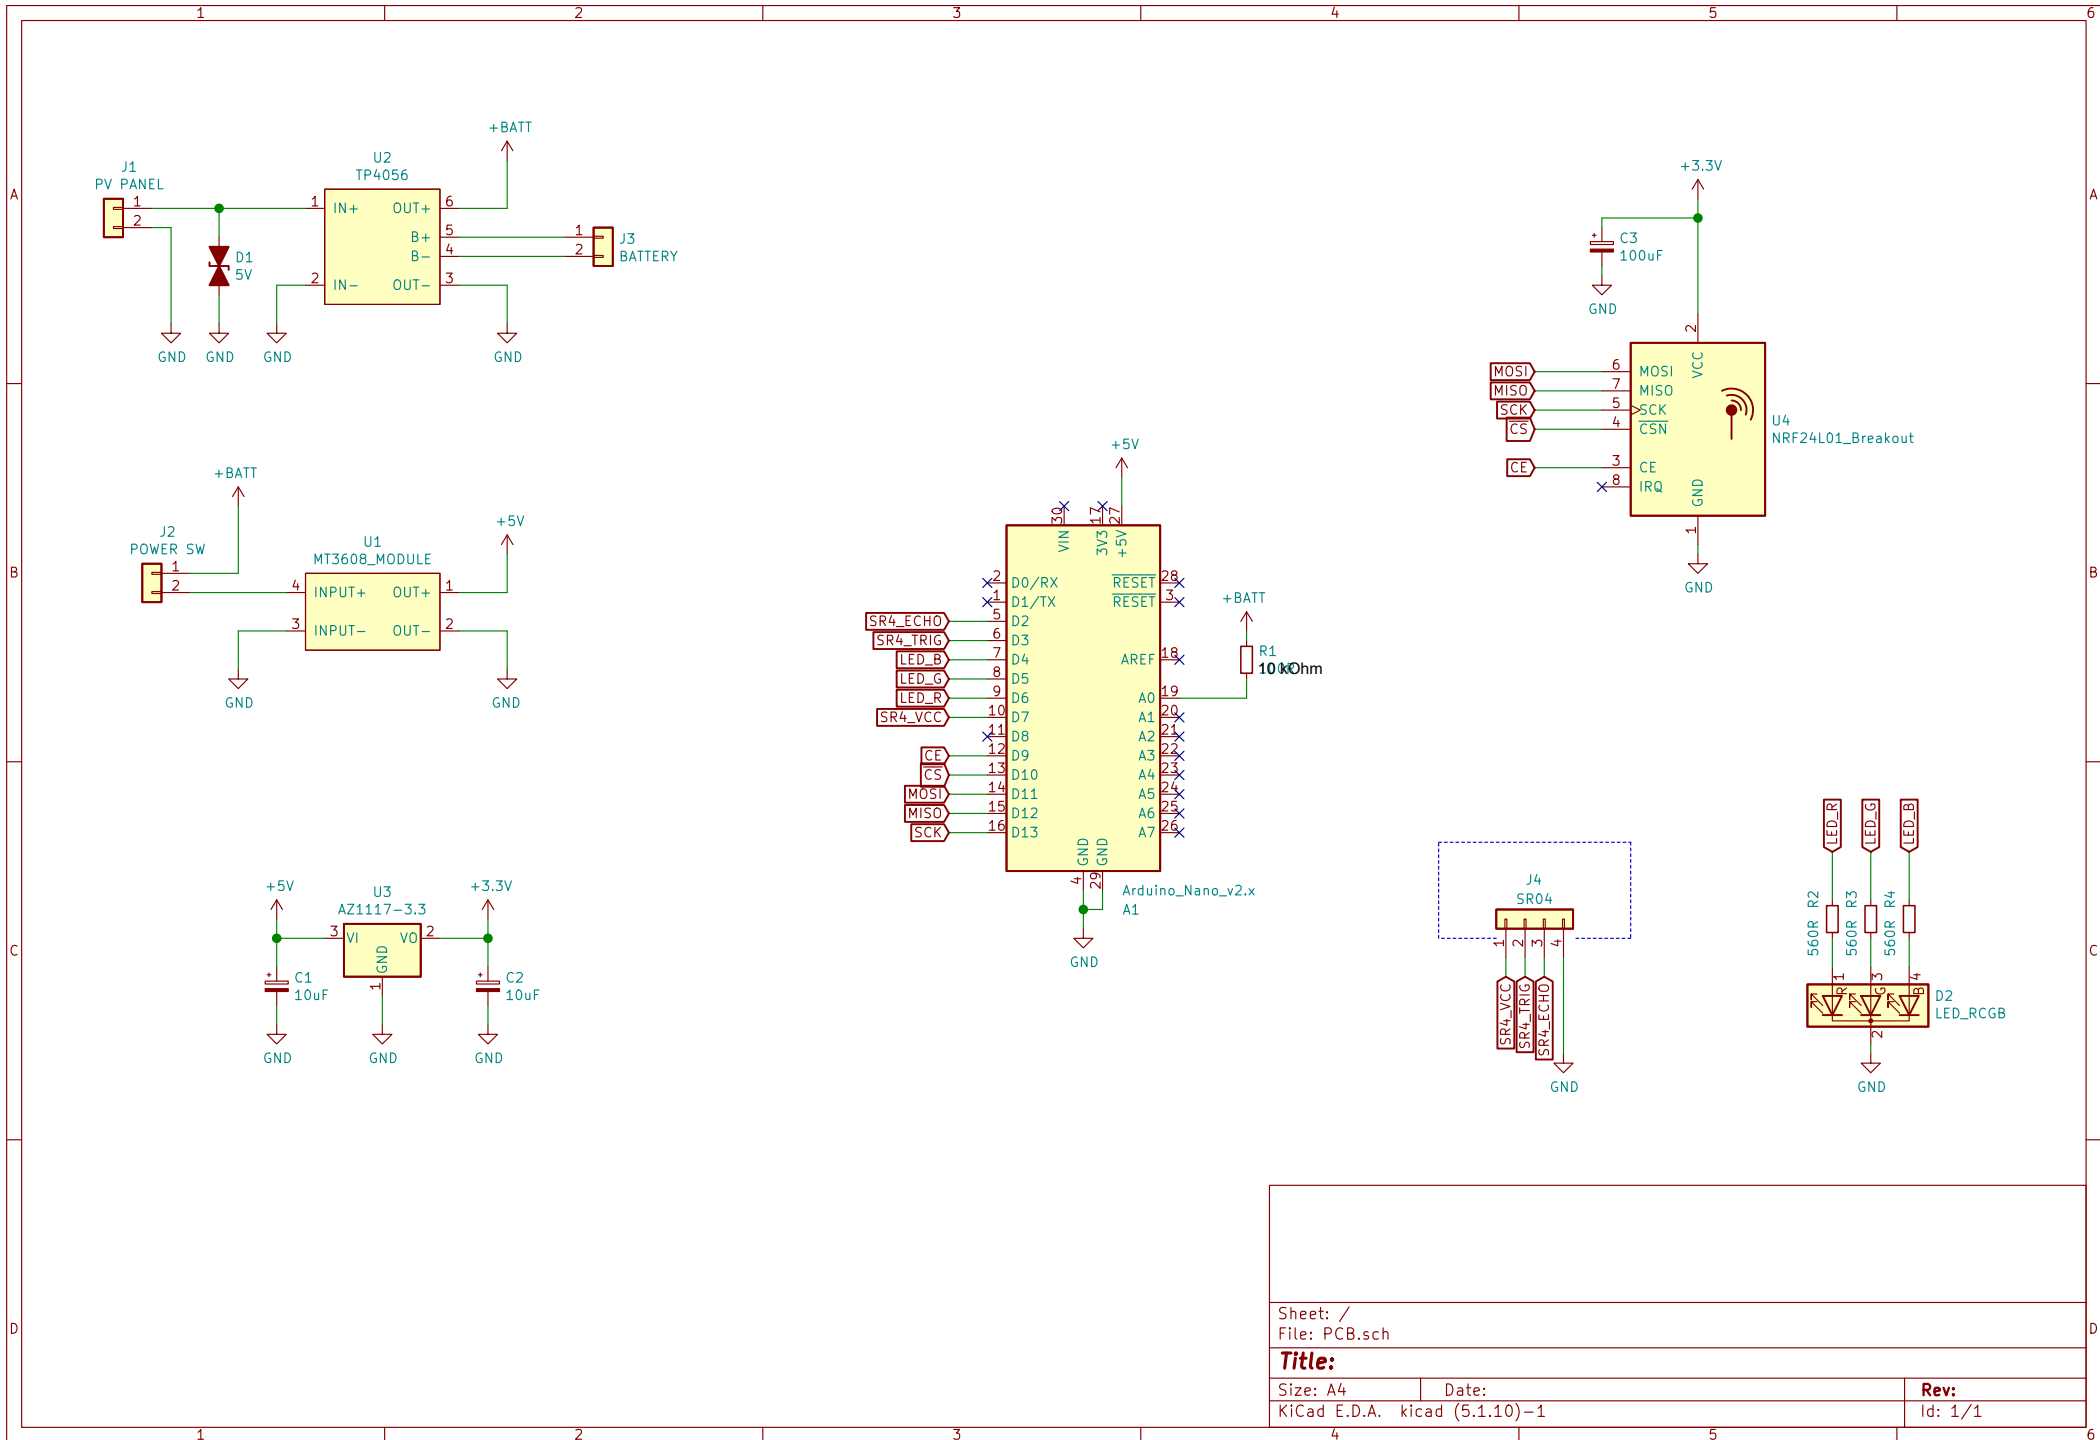 1 2 3 4 5 6
A
B
C
D
A
B
C
D
J1
PV PANEL
1
2
D1
5V
GND
GND
GND
U2
TP4056
1 IN+
2 IN-
OUT+ 6
B+ 5
B- 4
OUT- 3
+BATT
GND
1
2
J3
BATTERY
+BATT
J2
POWER SW
1
2
U1
MT3608_MODULE
4 INPUT+
3 INPUT-
OUT+ 1
OUT- 2
+5V
GND
GND
+5V
U3
AZ1117-3.3
+3.3V
3 VI
VO 2
GND
1
C1
10uF
C2
10uF
GND
GND
GND
+5V
30
17
27
VIN
3V3
+5V
2 D0/RX
1 D1/TX
SR4_ECHO 5 D2
SR4_TRIG 6 D3
LED_B 7 D4
LED_G 8 D5
LED_R 9 D6
SR4_VCC 10 D7
11 D8
CE 12 D9
CS 13 D10
MOSI 14 D11
MISO 15 D12
SCK 16 D13
RESET 28
RESET 3
AREF 18
A0 19
A1 20
A2 21
A3 22
A4 23
A5 24
A6 25
A7 26
GND
GND
4
29
Arduino_Nano_v2.x
A1
GND
+BATT
R1
10 kOhm
+3.3V
C3
100uF
GND
2
VCC
MOSI 6 MOSI
MISO 7 MISO
SCK 5 SCK
CS 4 CSN
CE 3 CE
8 IRQ
GND
1
U4
NRF24L01_Breakout
GND
J4
SR04
1
2
3
4
SR4_VCC
SR4_TRIG
SR4_ECHO
GND
LED_R
LED_G
LED_B
560R R2
560R R3
560R R4
1
3
4
R
G
B
2
D2
LED_RCGB
GND
Sheet: /
File: PCB.sch
Title:
Size: A4
Date:
Rev:
KiCad E.D.A. kicad (5.1.10)-1
Id: 1/1
1 2 3 4 5 6